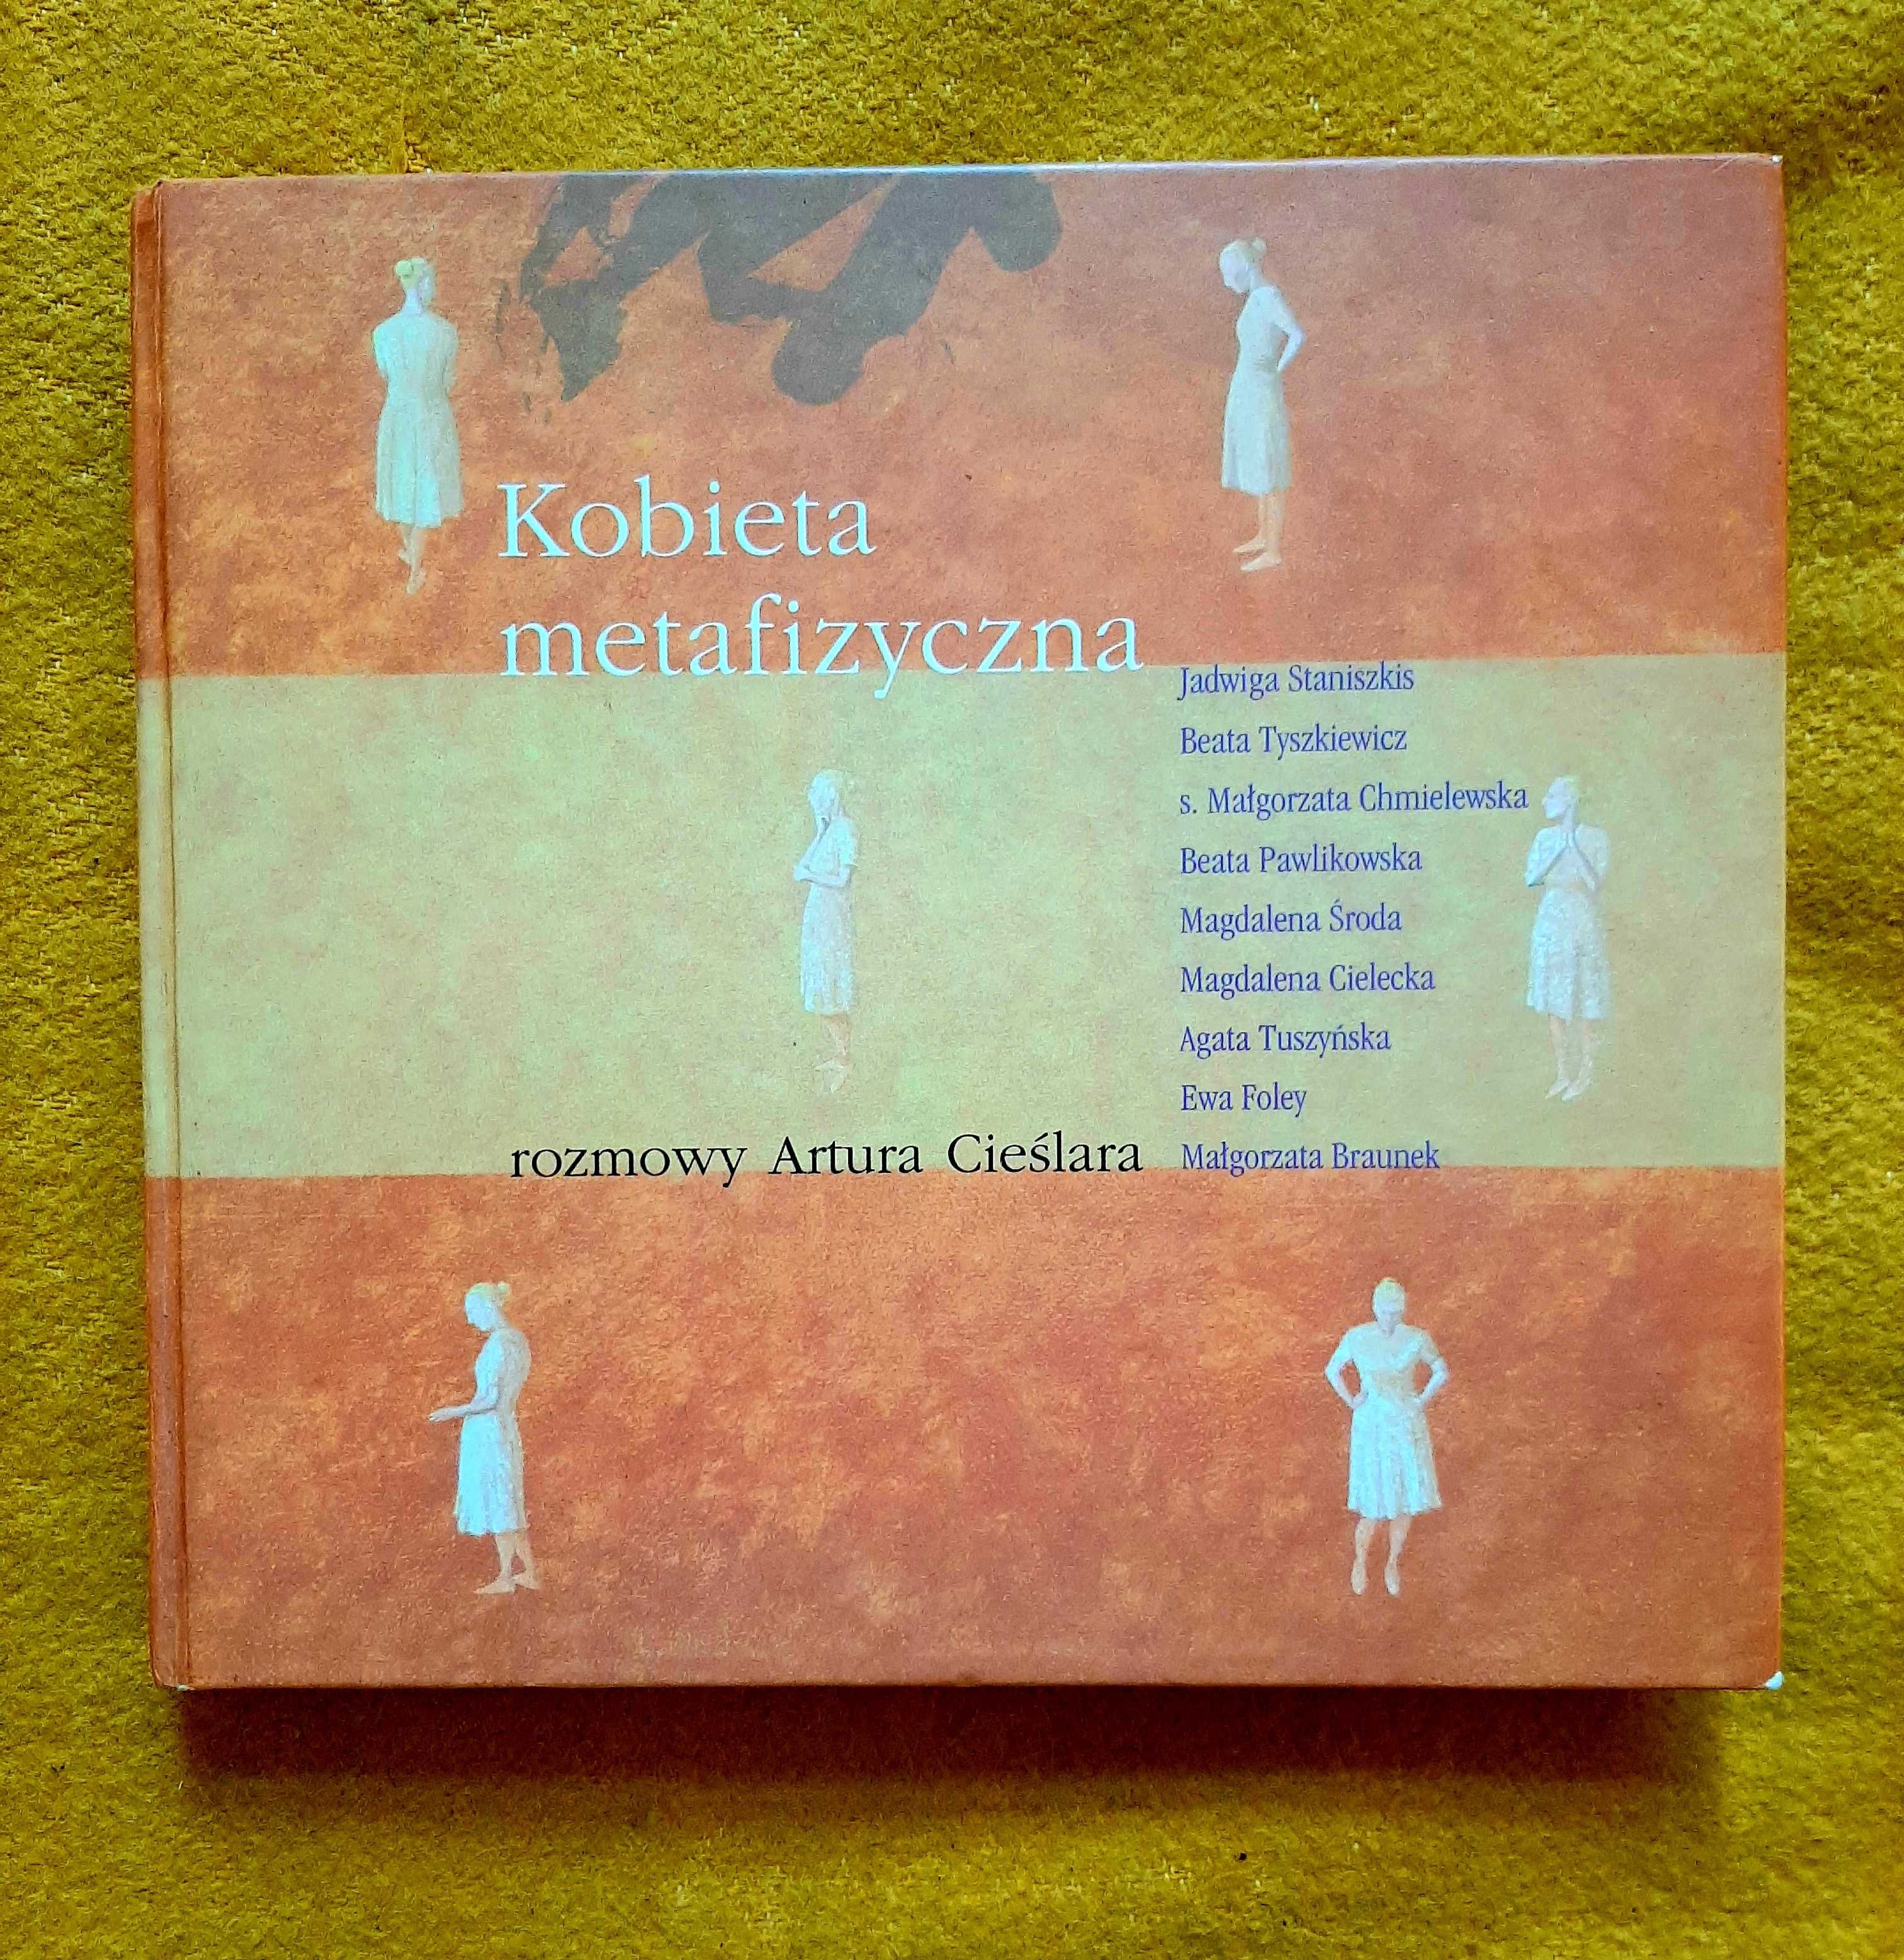 Kobieta
metafizyczna
Jadwiga Staniszkis
Beata Tyszkiewicz
s. Małgorzata Chmielewska
Beata Pawlikowska
Magdalena Środa
Magdalena Cielecka
Agata Tuszyńska
Ewa Foley
Małgorzata Braunek
rozmowy Artura Cieślara